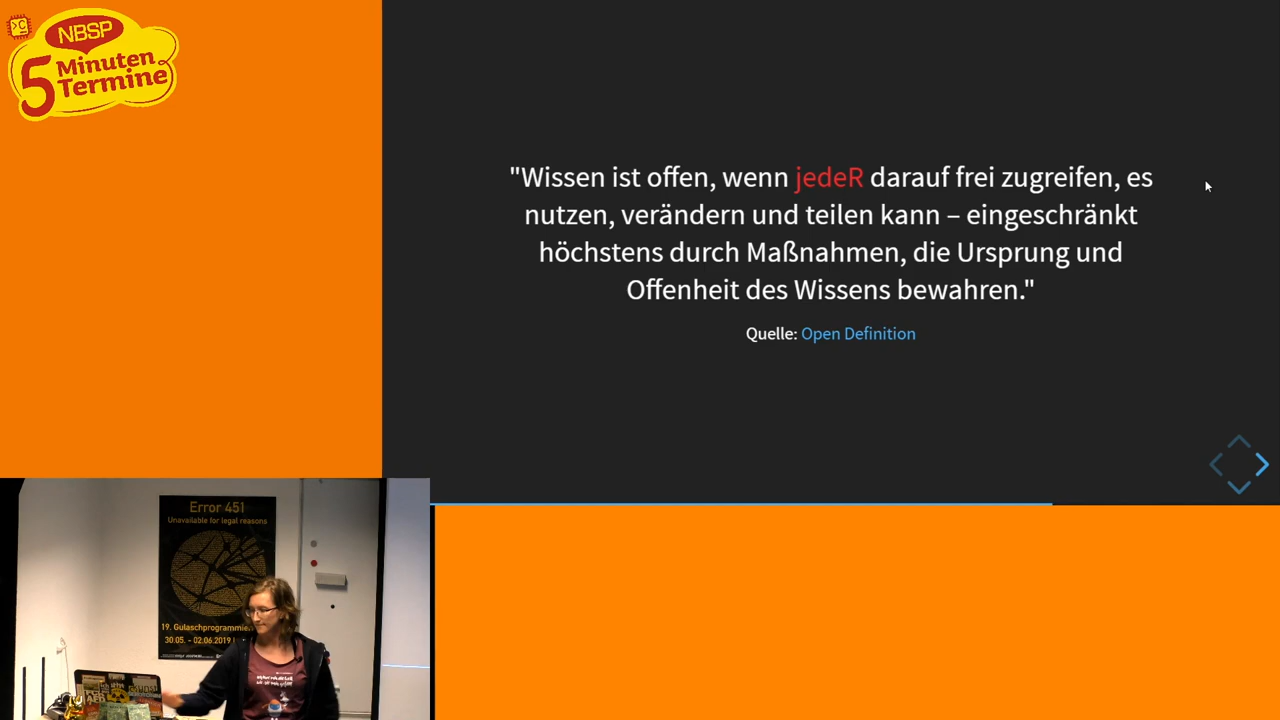 NBSP
5 Minuten
Termine
"Wissen ist offen, wenn jedeR darauf frei zugreifen, es
nutzen, verändern und teilen kann – eingeschränkt
höchstens durch Maßnahmen, die Ursprung und
Offenheit des Wissens bewahren."
Quelle: Open Definition
Error 451
Unavailable for legal reasons
19. Gulaschprogrammier
30.05. - 02.06.2019